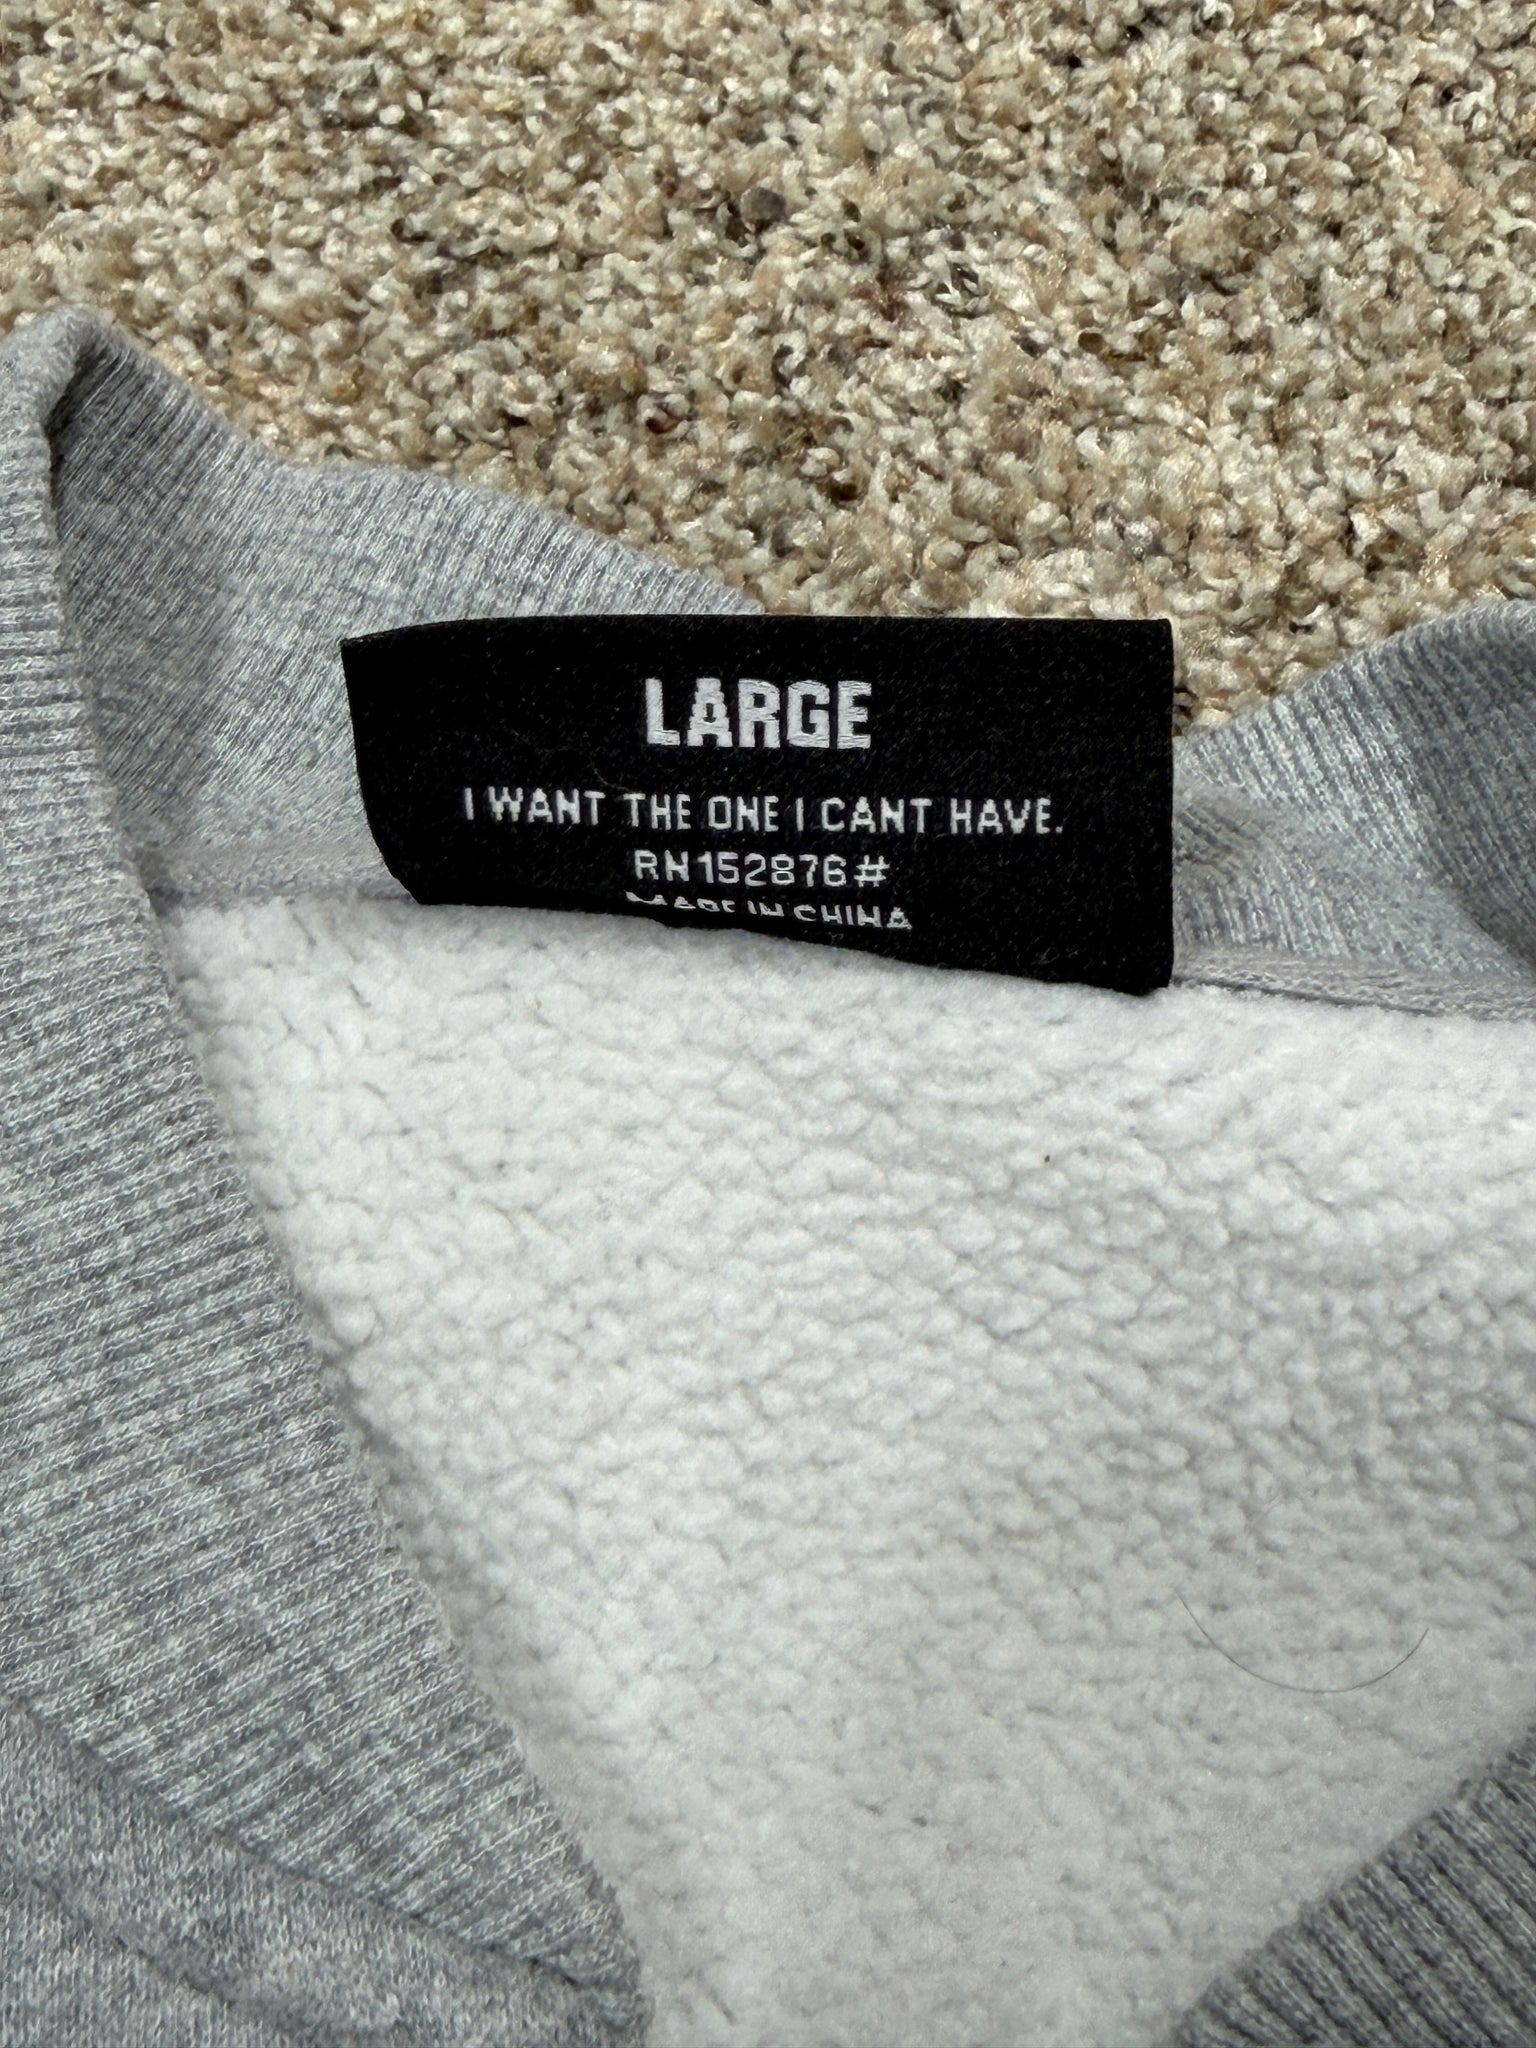 LARGE
I WANT THE ONE I CANT HAVE.
RN152876#
MADE IN CHINA